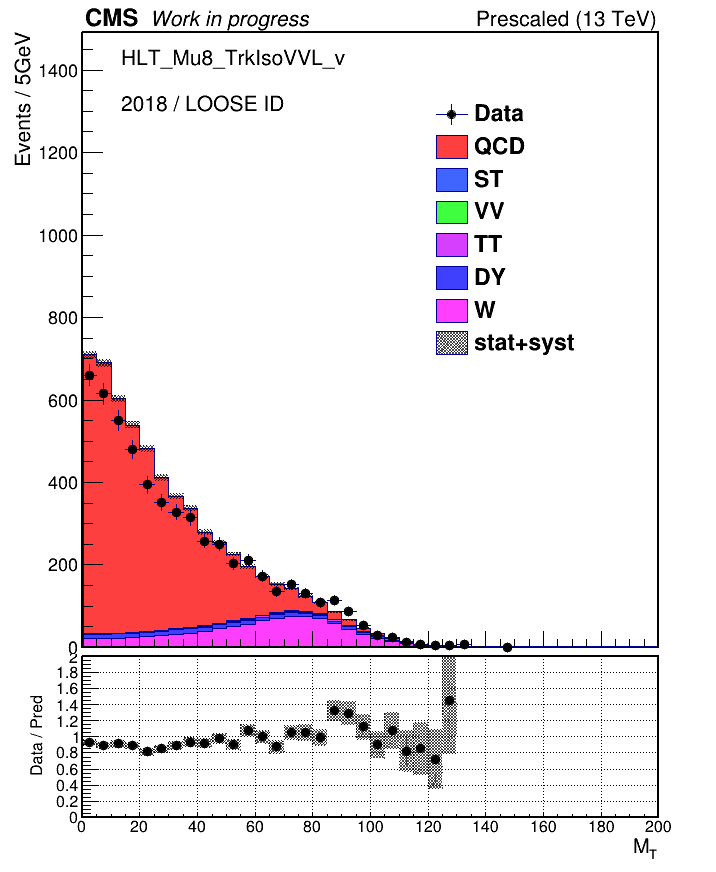 CMS Work in progress Prescaled (13 TeV)
Events / 5GeV
HLT_Mu8_TrkIsoVVL_v
2018 / LOOSE ID
Data
QCD
ST
VV
TT
DY
W
stat+syst
1400
1200
1000
800
600
400
200
0
Data / Pred
2
1.8
1.6
1.4
1.2
1
0.8
0.6
0.4
0.2
0
0 20 40 60 80 100 120 140 160 180 200
M_T